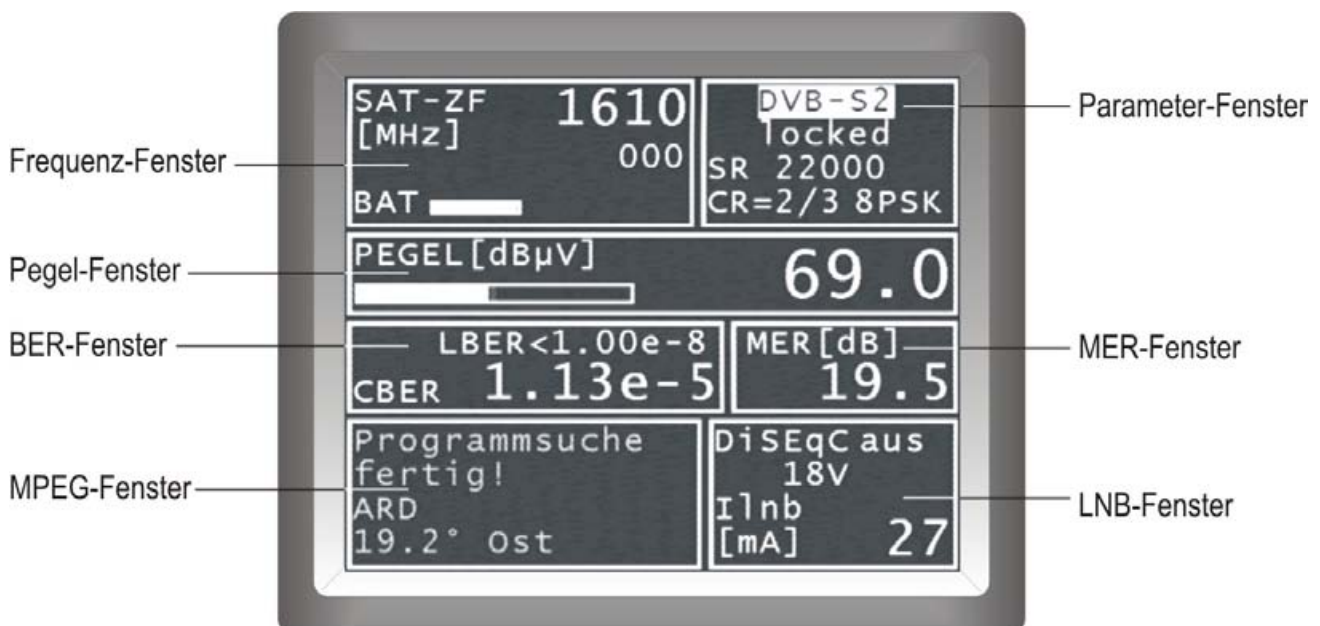 SAT-ZF 1610
[MHz]
000
BAT
DVB-S2
locked
SR 22000
CR=2/3 8PSK
PEGEL[dBµV]
69.0
LBER<1.00e-8
CBER 1.13e-5
MER[dB]
19.5
Programmsuche
fertig!
ARD
19.2° Ost
DiSEqC aus
18V
Ilnb
[mA] 27
Frequenz-Fenster
Pegel-Fenster
BER-Fenster
MPEG-Fenster
Parameter-Fenster
MER-Fenster
LNB-Fenster